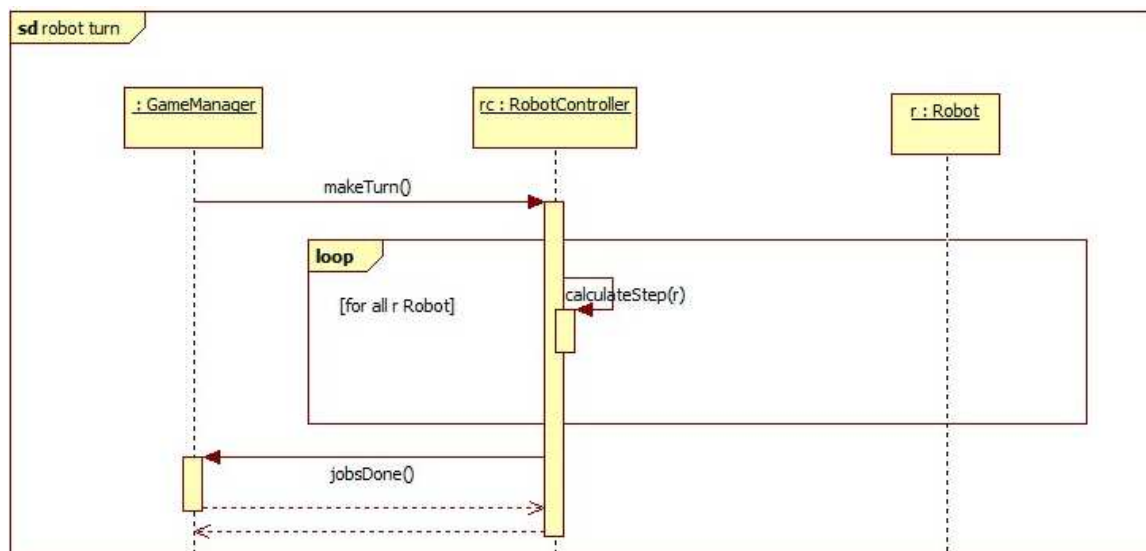 sd robot turn
: GameManager
rc : RobotController
r : Robot
makeTurn()
loop
calculateStep(r)
[for all r Robot]
jobsDone()